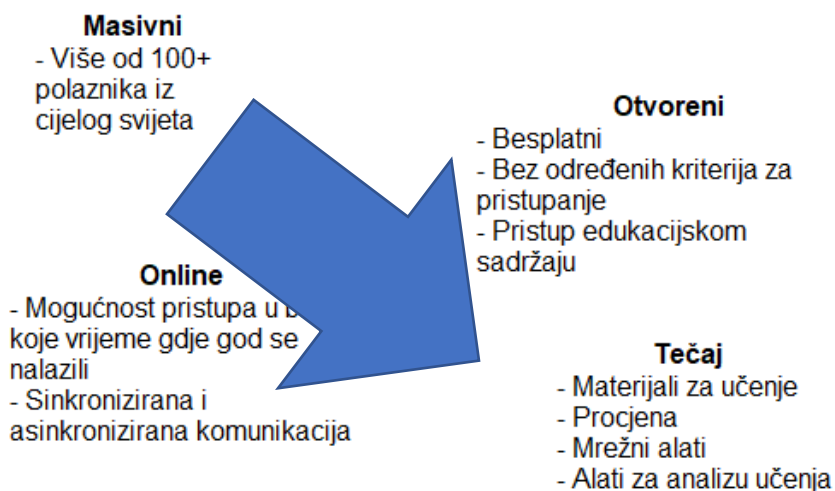 Masivni
- Više od 100+
polaznika iz
cijelog svijeta
Otvoreni
- Besplatni
- Bez određenih kriterija za
pristupanje
- Pristup edukacijskom
sadržaju
Online
- Mogućnost pristupa u
koje vrijeme gdje god se
nalazili
- Sinkronizirana i
asinkronizirana komunikacija
Tečaj
- Materijali za učenje
- Procjena
- Mrežni alati
- Alati za analizu učenja